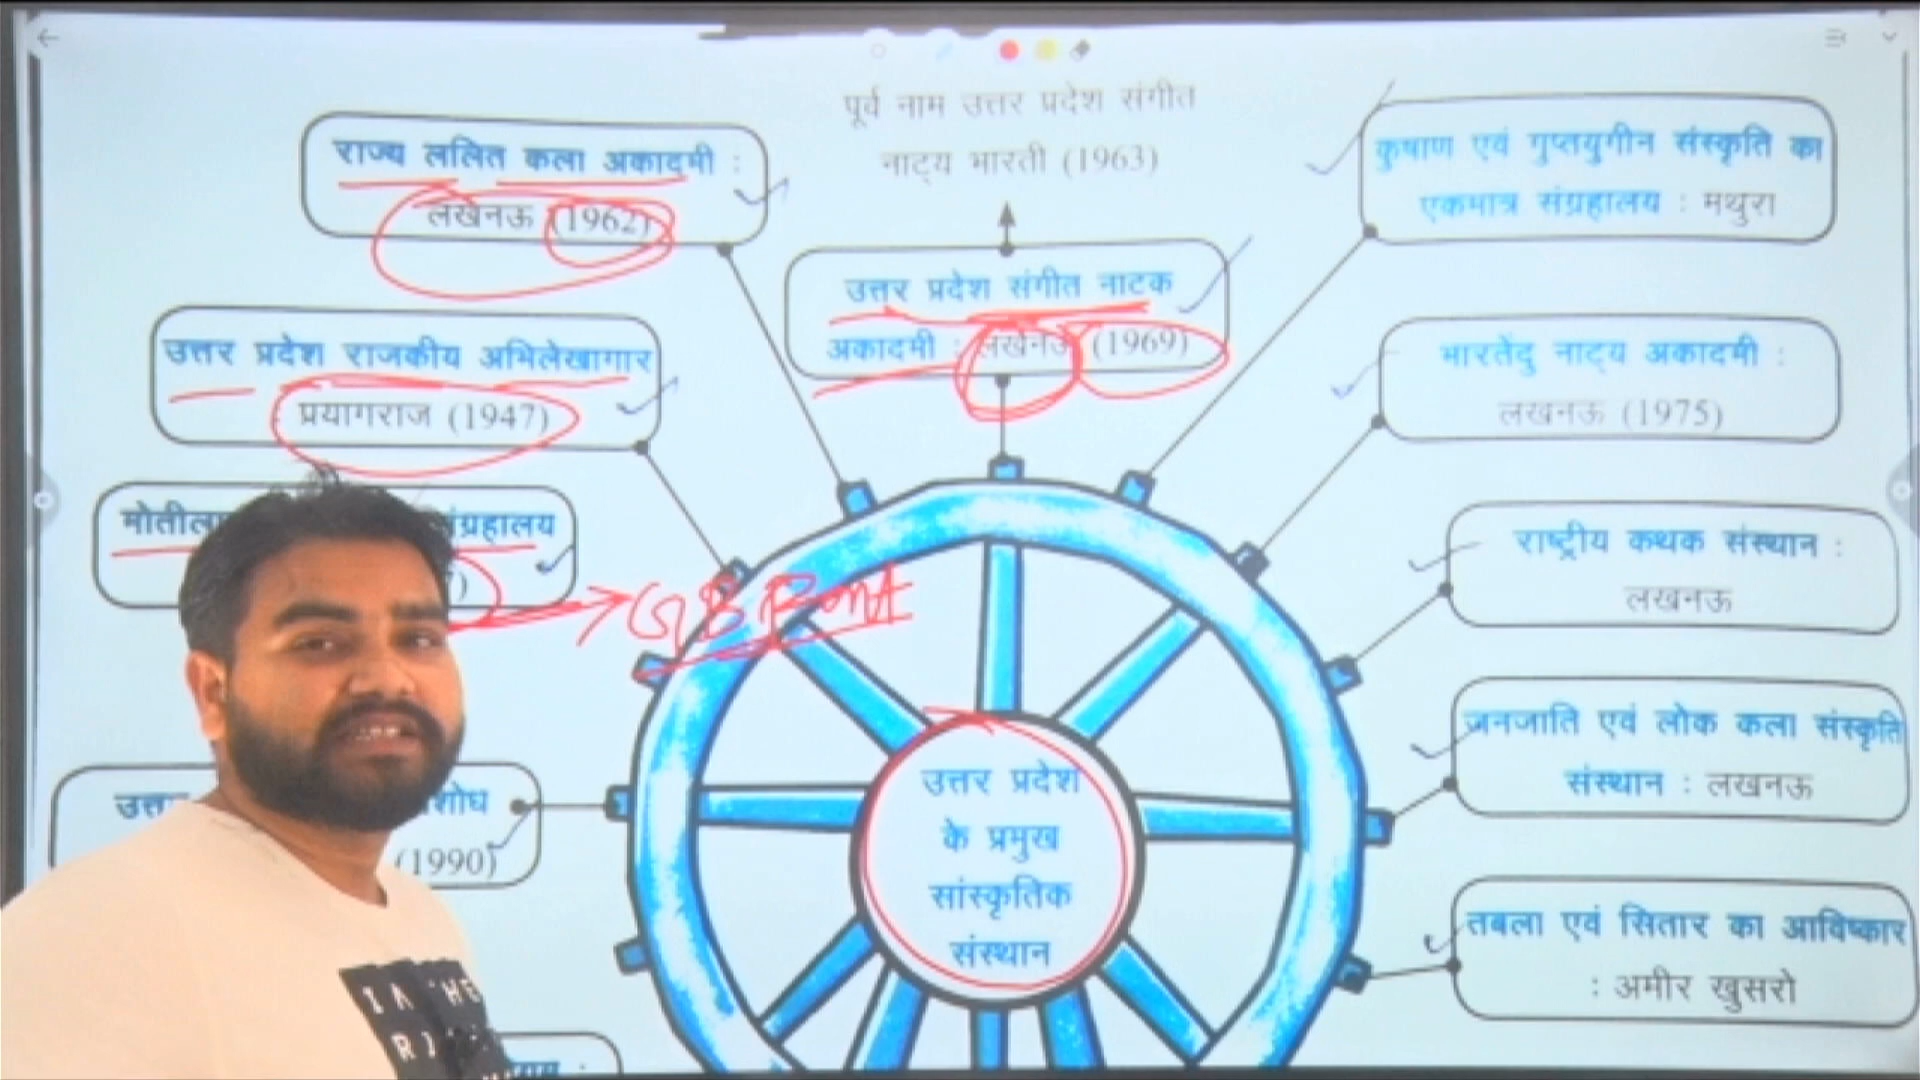 पूर्व नाम उत्तर प्रदेश संगीत
नाट्य भारती (1963)
राज्य ललित कला अकादमी :
लखनऊ (1962)
उत्तर प्रदेश संगीत नाटक
अकादमी : लखनऊ (1969)
कुषाण एवं गुप्तयुगीन संस्कृति का
एकमात्र संग्रहालय : मथुरा
उत्तर प्रदेश राजकीय अभिलेखागार
प्रयागराज (1947)
भारतेंदु नाट्य अकादमी :
लखनऊ (1975)
संग्रहालय
राष्ट्रीय कथक संस्थान :
लखनऊ
जनजाति एवं लोक कला संस्कृति
संस्थान : लखनऊ
(1990)
उत्तर प्रदेश
के प्रमुख
सांस्कृतिक
संस्थान
तबला एवं सितार का आविष्कार
: अमीर खुसरो